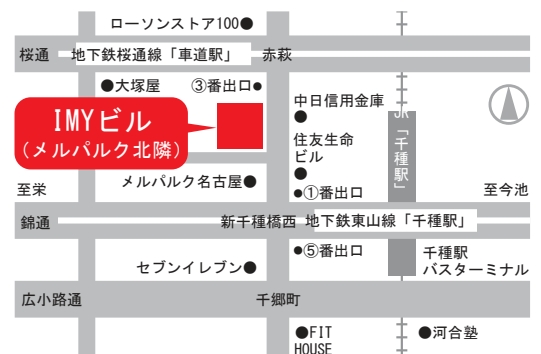 ローソンストア100●
桜通
地下鉄桜通線「車道駅」
赤萩
●大塚屋
③番出口●
IMYビル
(メルパルク北隣)
中日信用金庫
●
JR「千種駅」
住友生命
ビル
●
メルパルク名古屋●
●①番出口
至栄
至今池
錦通
新千種橋西
地下鉄東山線「千種駅」
●⑤番出口
千種駅
バスターミナル
セブンイレブン●
広小路通
千郷町
●FIT
HOUSE
●河合塾